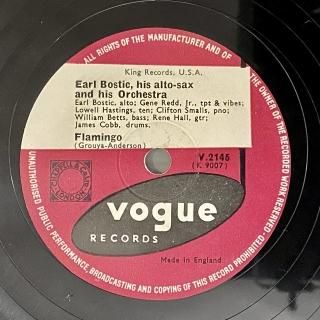 ALL RIGHTS OF THE MANUFACTURER AND OF THE OWNER OF THE RECORDED WORK RESERVED·
UNAUTHORISED PUBLIC PERFORMANCE, BROADCASTING AND COPYING OF THIS RECORD PROHIBITED·
King Records, U.S.A.
Earl Bostic, his alto-sax
and his Orchestra
Earl Bostic, alto; Gene Redd, Jr., tpt & vibes;
Lowell Hastings, ten; Clifton Smalls, pno;
William Betts, bass; Rene Hall, gtr;
James Cobb, drums.
Flamingo
(Grouya-Anderson)
V.2145
(K 9007)
LONDON
vogue
RECORDS
Made in England